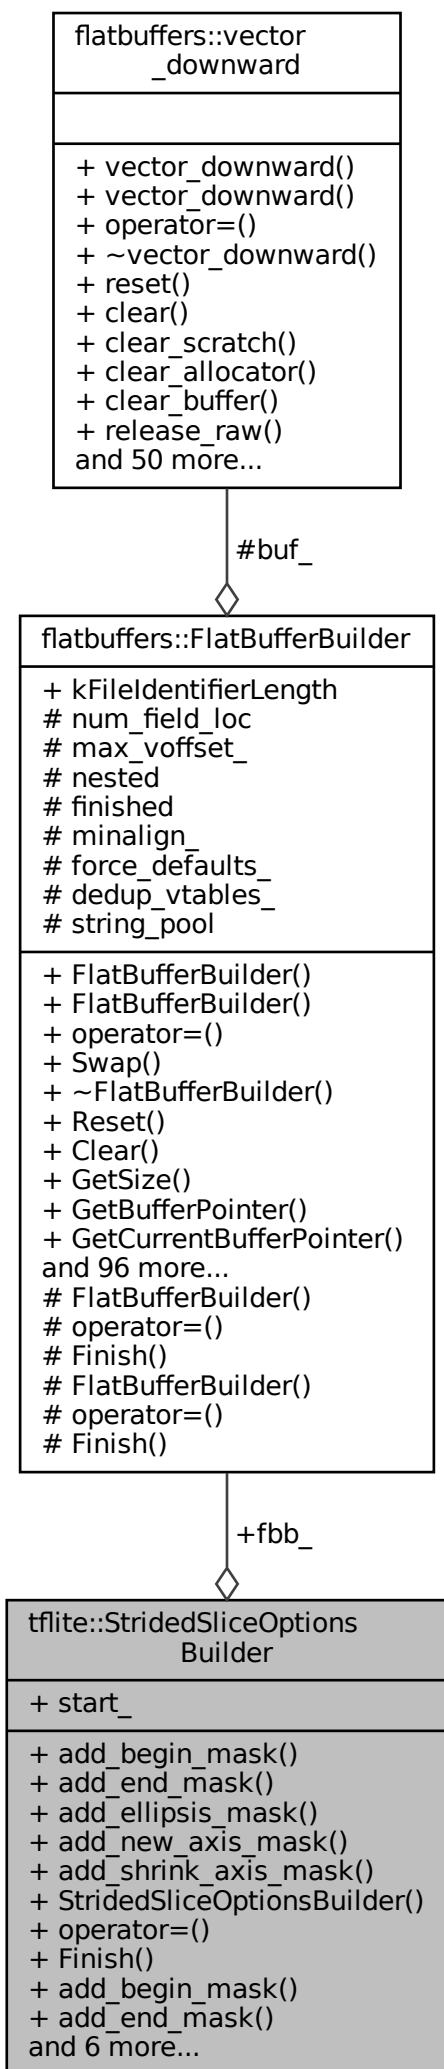 flatbuffers::vector
_downward
+ vector_downward()
+ vector_downward()
+ operator=()
+ ~vector_downward()
+ reset()
+ clear()
+ clear_scratch()
+ clear_allocator()
+ clear_buffer()
+ release_raw()
and 50 more...
#buf_
flatbuffers::FlatBufferBuilder
+ kFileIdentifierLength
# num_field_loc
# max_voffset_
# nested
# finished
# minalign_
# force_defaults_
# dedup_vtables_
# string_pool
+ FlatBufferBuilder()
+ FlatBufferBuilder()
+ operator=()
+ Swap()
+ ~FlatBufferBuilder()
+ Reset()
+ Clear()
+ GetSize()
+ GetBufferPointer()
+ GetCurrentBufferPointer()
and 96 more...
# FlatBufferBuilder()
# operator=()
# Finish()
# FlatBufferBuilder()
# operator=()
# Finish()
+fbb_
tflite::StridedSliceOptions
Builder
+ start_
+ add_begin_mask()
+ add_end_mask()
+ add_ellipsis_mask()
+ add_new_axis_mask()
+ add_shrink_axis_mask()
+ StridedSliceOptionsBuilder()
+ operator=()
+ Finish()
+ add_begin_mask()
+ add_end_mask()
and 6 more...